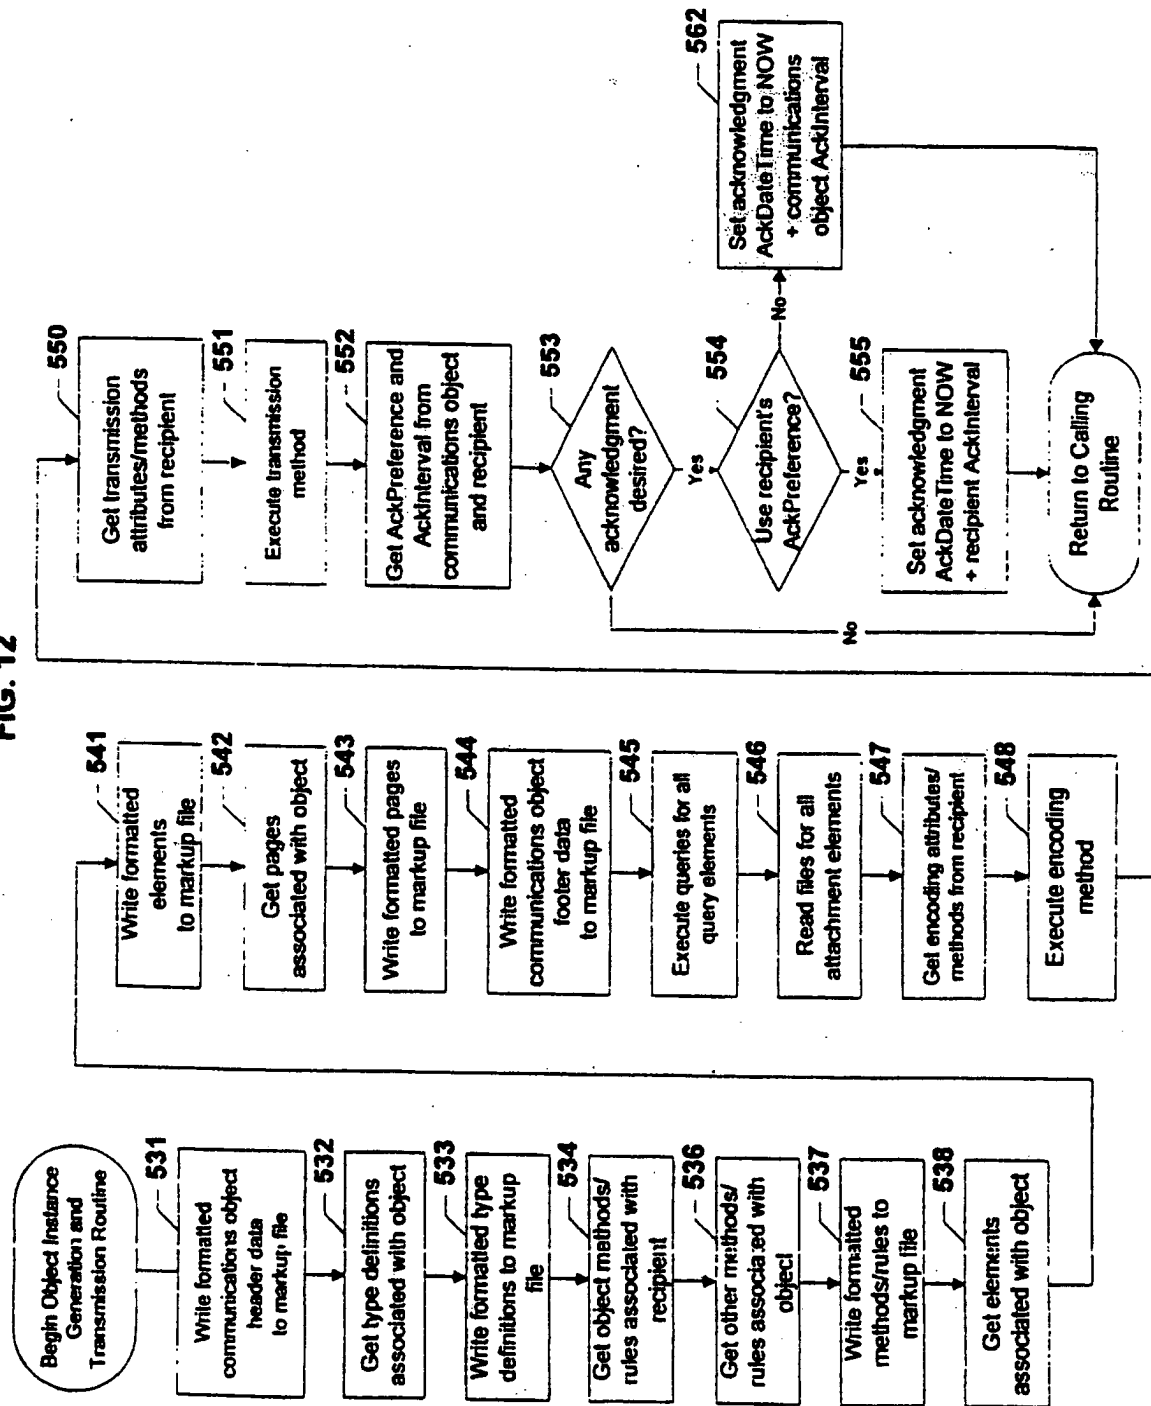 FIG. 12
Begin Object Instance
Generation and
Transmission Routine
531
Write formatted
communications object
header data
to markup file
532
Get type definitions
associated with object
533
Write formatted type
definitions to markup
file
534
Get object methods/
rules associated with
recipient
536
Get other methods/
rules associated with
object
537
Write formatted
methods/rules to
markup file
538
Get elements
associated with object
541
Write formatted
elements
to markup file
542
Get pages
associated with object
543
Write formatted pages
to markup file
544
Write formatted
communications object
footer data
to markup file
545
Execute queries for all
query elements
546
Read files for all
attachment elements
547
Get encoding attributes/
methods from recipient
548
Execute encoding
method
550
Get transmission
attributes/methods
from recipient
551
Execute transmission
method
552
Get AckPreference and
AckInterval from
communications object
and recipient
553
Any
acknowledgment
desired?
Yes
No
554
Use recipient's
AckPreference?
Yes
No
555
Set acknowledgment
AckDateTime to NOW
+ recipient AckInterval
562
Set acknowledgment
AckDateTime to NOW
+ communications
object AckInterval
Return to Calling
Routine